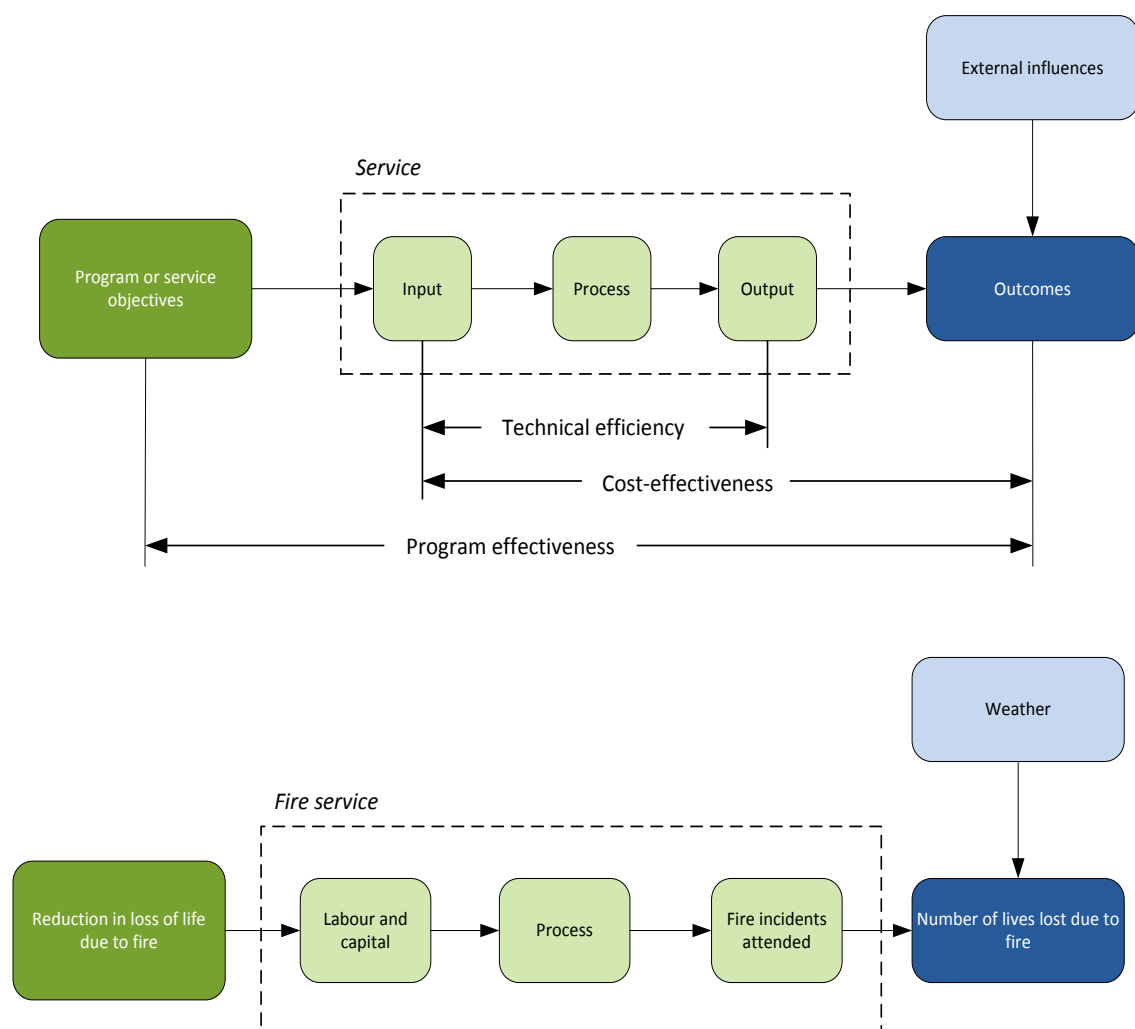 External influences
Service
Program or service
objectives
Input
Process
Output
Outcomes
Technical efficiency
Cost-effectiveness
Program effectiveness
Weather
Fire service
Reduction in loss of life
due to fire
Labour and
capital
Process
Fire incidents
attended
Number of lives lost due to
fire